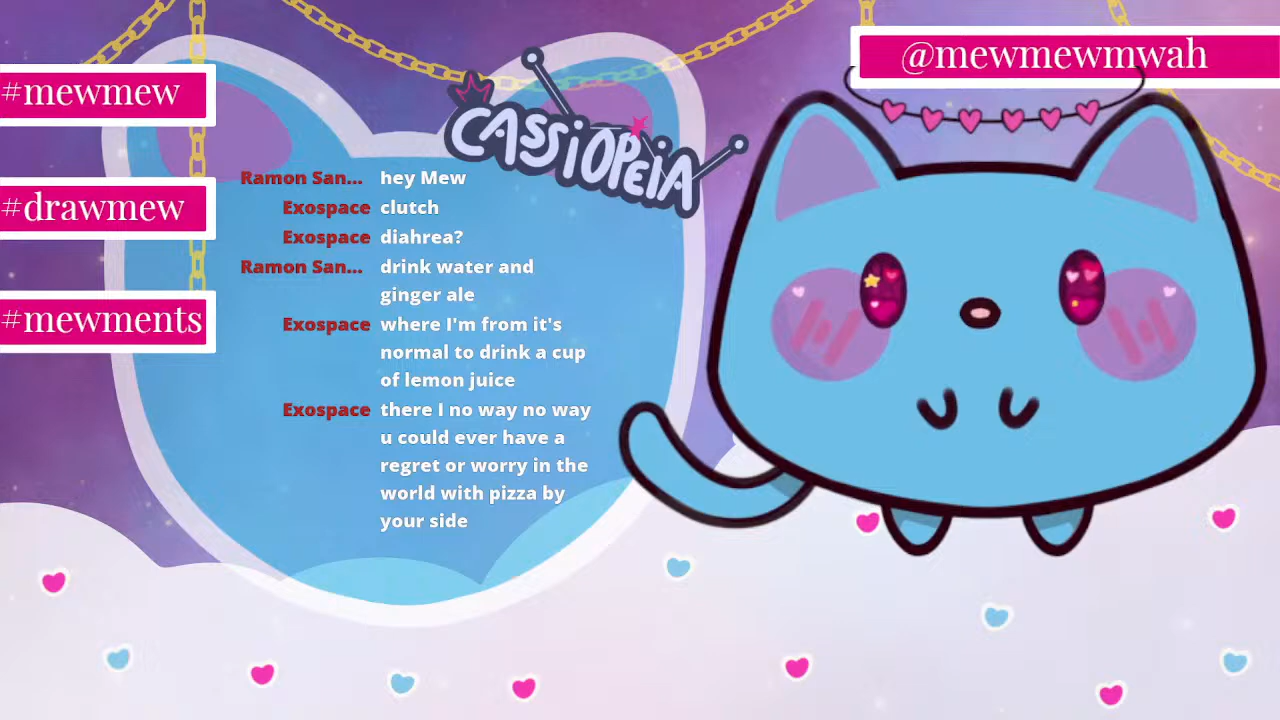 @mewmewmwah
#mewmew
#drawmew
#mewments
CASSIOPEIA
Ramon San... hey Mew
Exospace clutch
Exospace diahrea?
Ramon San... drink water and
ginger ale
Exospace where I'm from it's
normal to drink a cup
of lemon juice
Exospace there I no way no way
u could ever have a
regret or worry in the
world with pizza by
your side